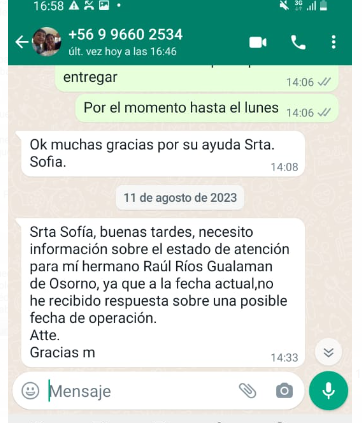 16:58
3G
+56 9 9660 2534
últ. vez hoy a las 16:46
entregar
14:06
Por el momento hasta el lunes 14:06
Ok muchas gracias por su ayuda Srta.
Sofia.
14:08
11 de agosto de 2023
Srta Sofía, buenas tardes, necesito
información sobre el estado de atención
para mí hermano Raúl Ríos Gualaman
de Osorno, ya que a la fecha actual,no
he recibido respuesta sobre una posible
fecha de operación.
Atte.
Gracias m
14:33
Mensaje